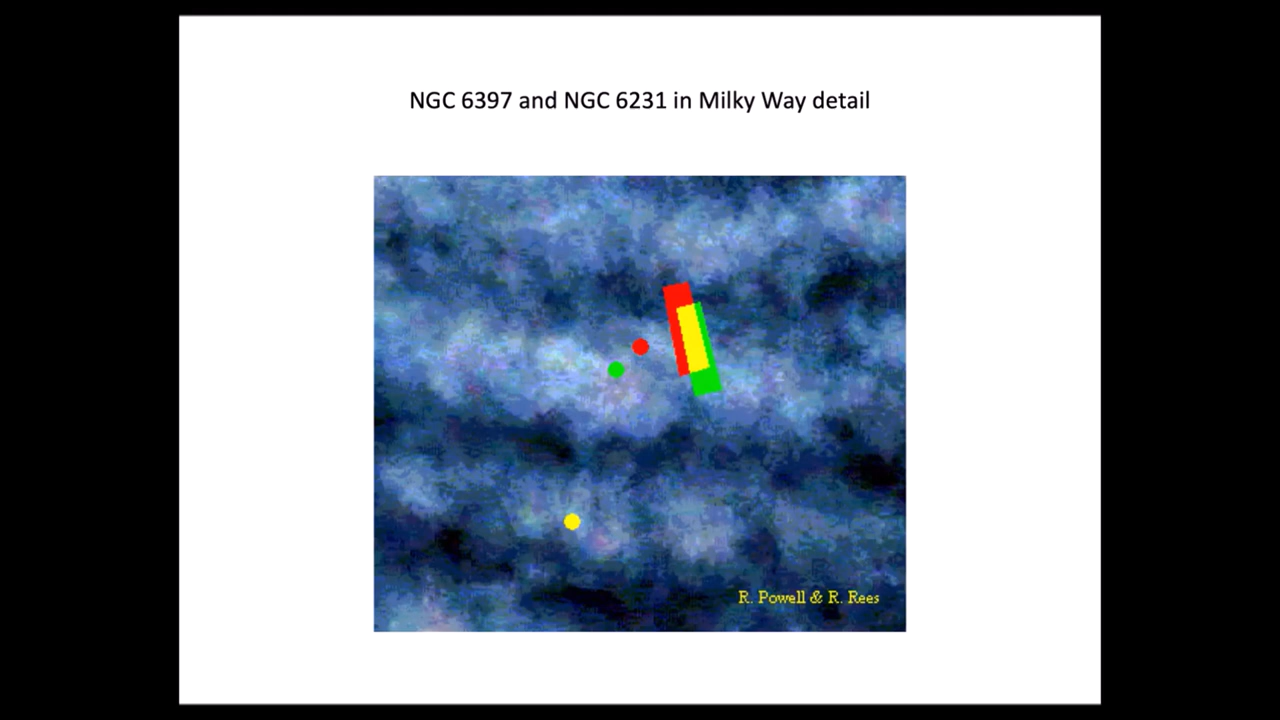 NGC 6397 and NGC 6231 in Milky Way detail
R. Powell & R. Rees